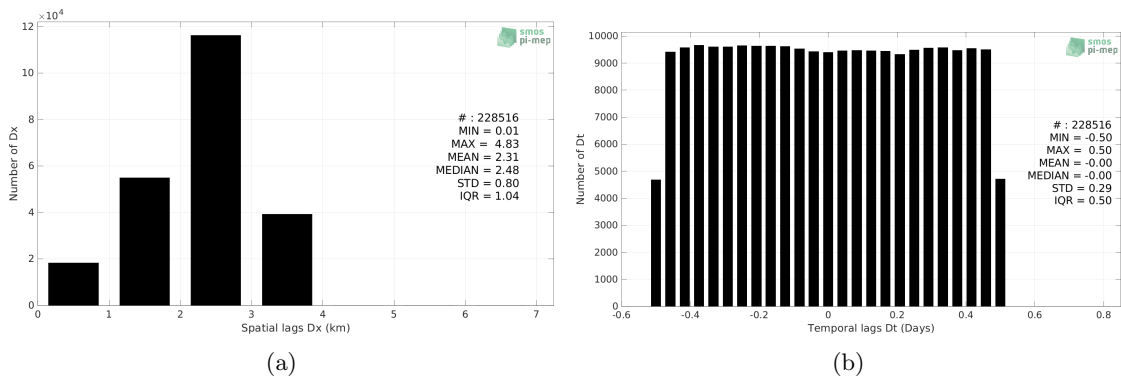 ×10⁴
12
10
8
6
4
2
0
Number of Dx
smos
pi-mep
# : 228516
MIN = 0.01
MAX = 4.83
MEAN = 2.31
MEDIAN = 2.48
STD = 0.80
IQR = 1.04
0 1 2 3 4 5 6 7
Spatial lags Dx (km)
(a)
10000
9000
8000
7000
6000
5000
4000
3000
2000
1000
0
Number of Dt
smos
pi-mep
# : 228516
MIN = -0.50
MAX = 0.50
MEAN = -0.00
MEDIAN = -0.00
STD = 0.29
IQR = 0.50
-0.6 -0.4 -0.2 0 0.2 0.4 0.6 0.8
Temporal lags Dt (Days)
(b)